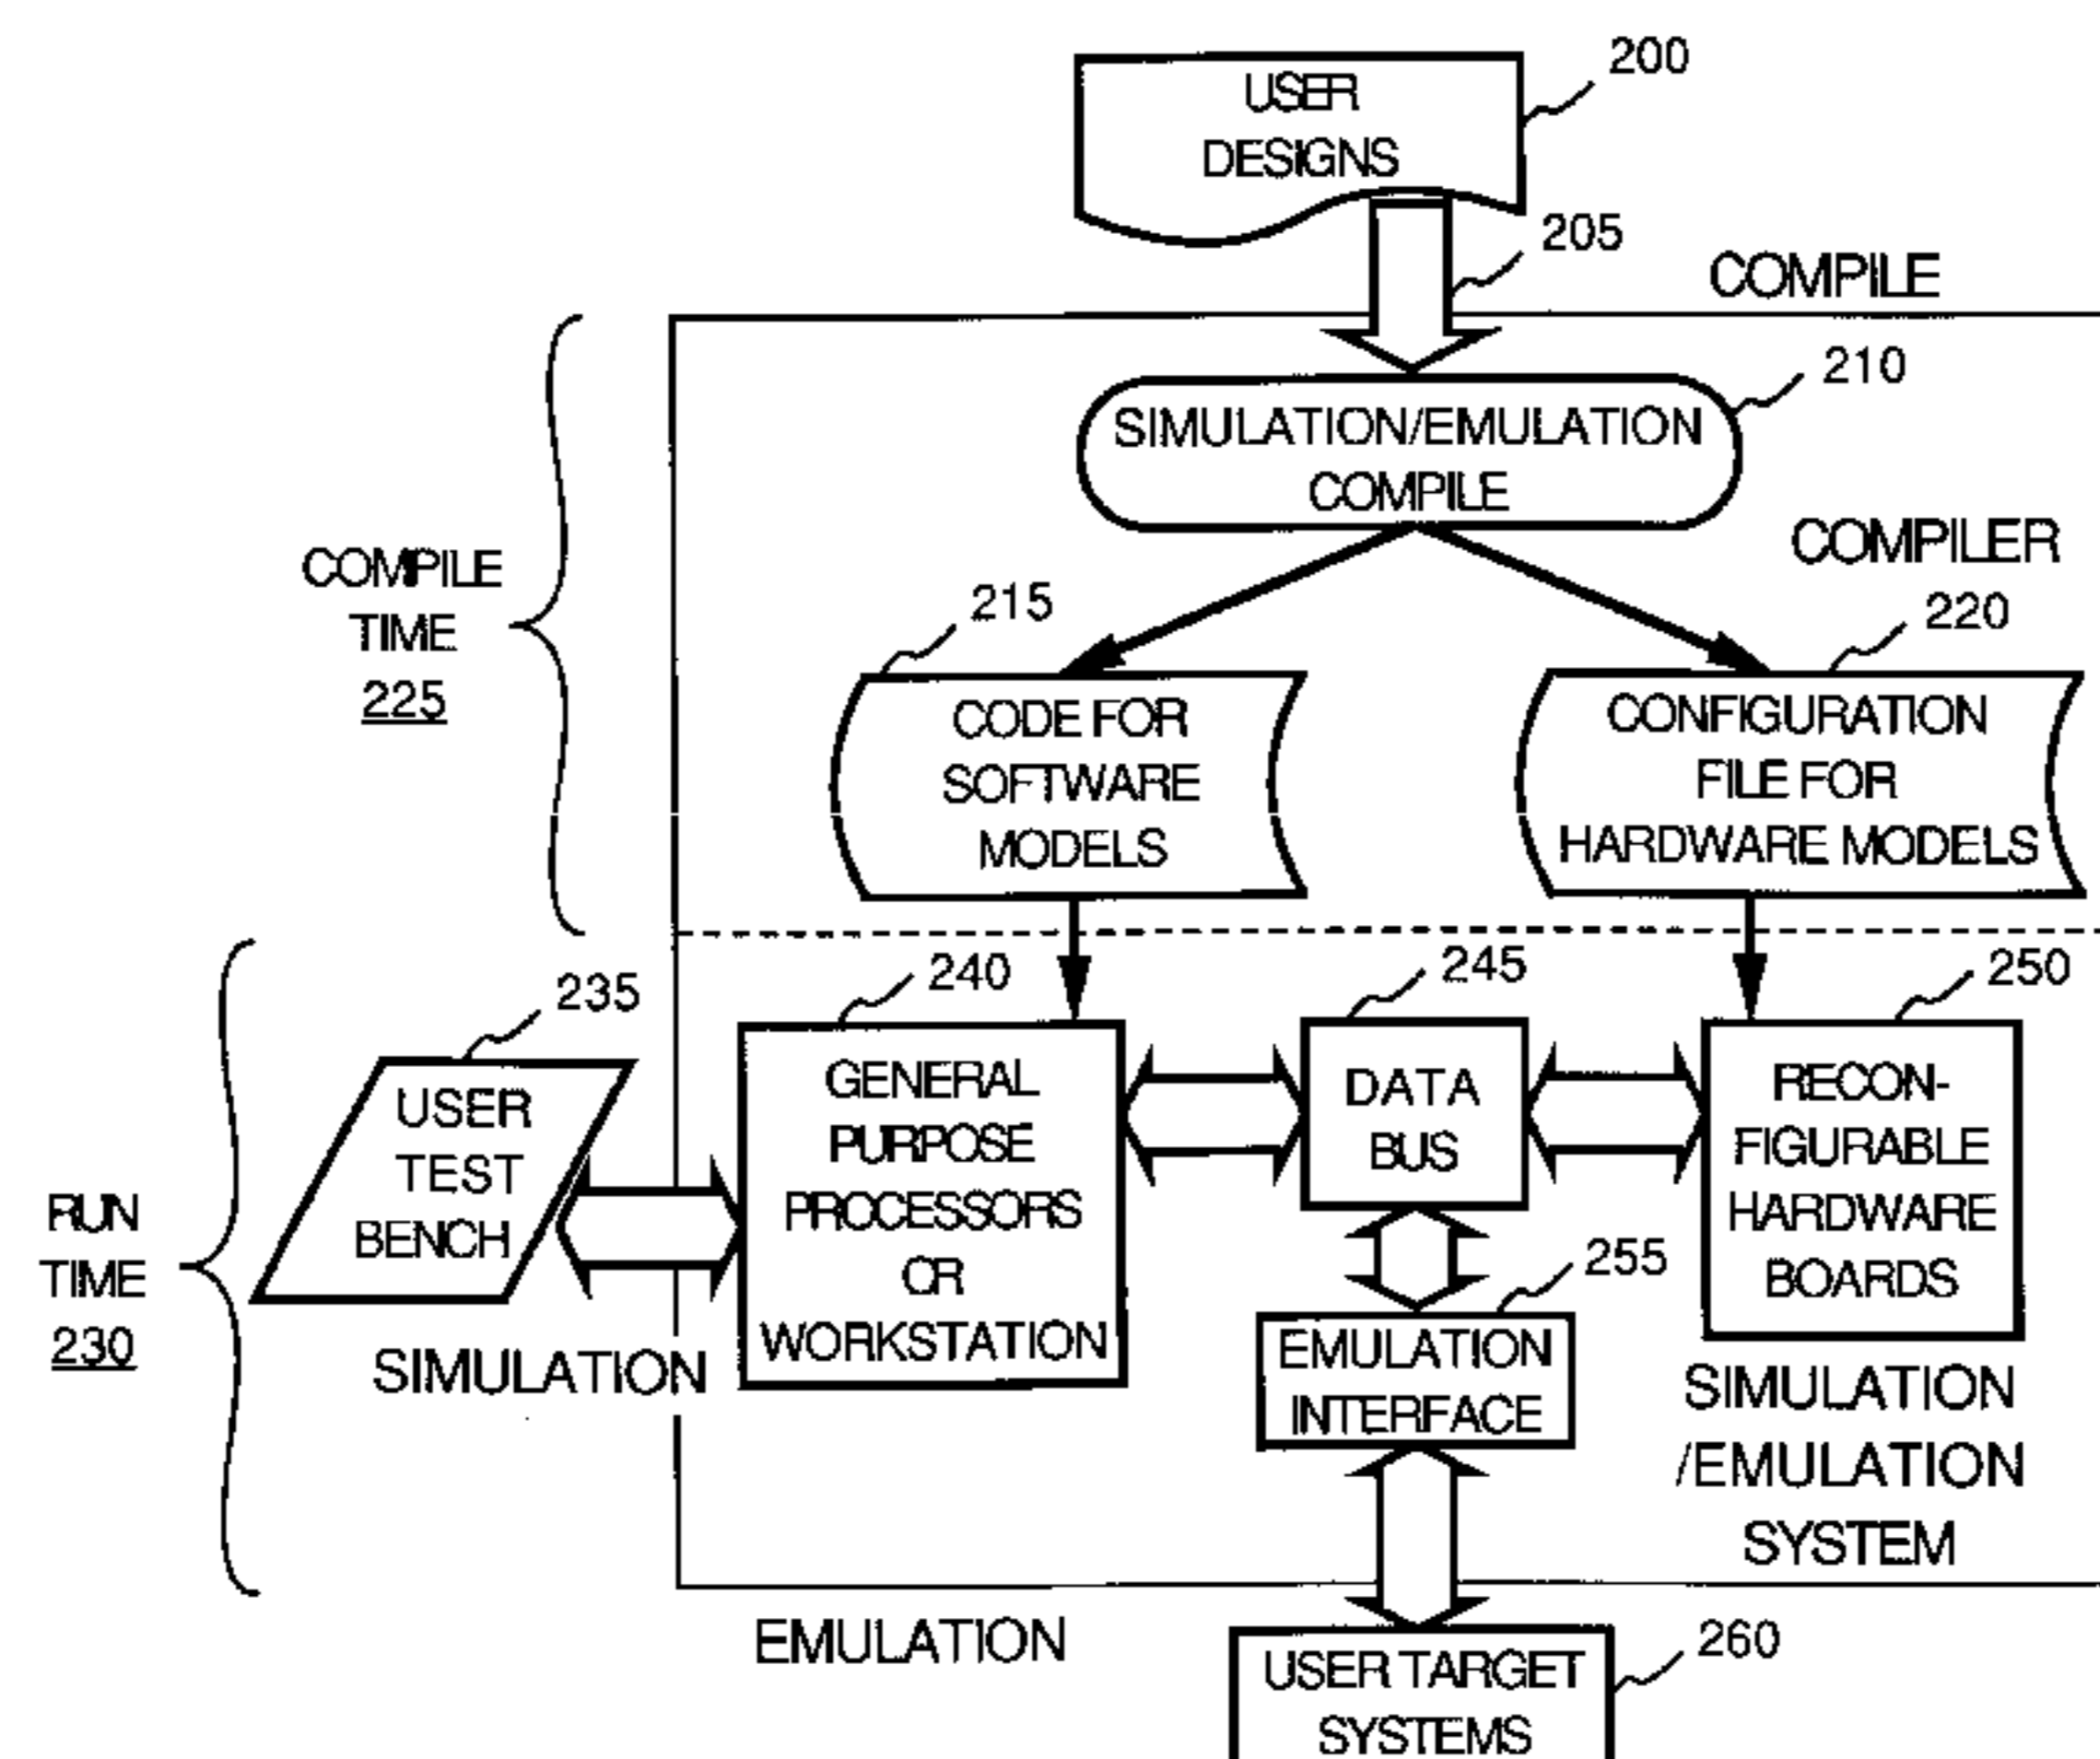 200
USER
DESIGNS
205
COMPILE
210
SIMULATION/EMULATION
COMPILE
COMPILER
COMPILE
TIME
225
215
220
CODE FOR
SOFTWARE
MODELS
CONFIGURATION
FILE FOR
HARDWARE MODELS
235
240
245
250
USER
TEST
BENCH
GENERAL
PURPOSE
PROCESSORS
OR
WORKSTATION
DATA
BUS
RECON-
FIGURABLE
HARDWARE
BOARDS
RUN
TIME
230
SIMULATION
255
EMULATION
INTERFACE
SIMULATION
/EMULATION
SYSTEM
EMULATION
260
USER TARGET
SYSTEMS